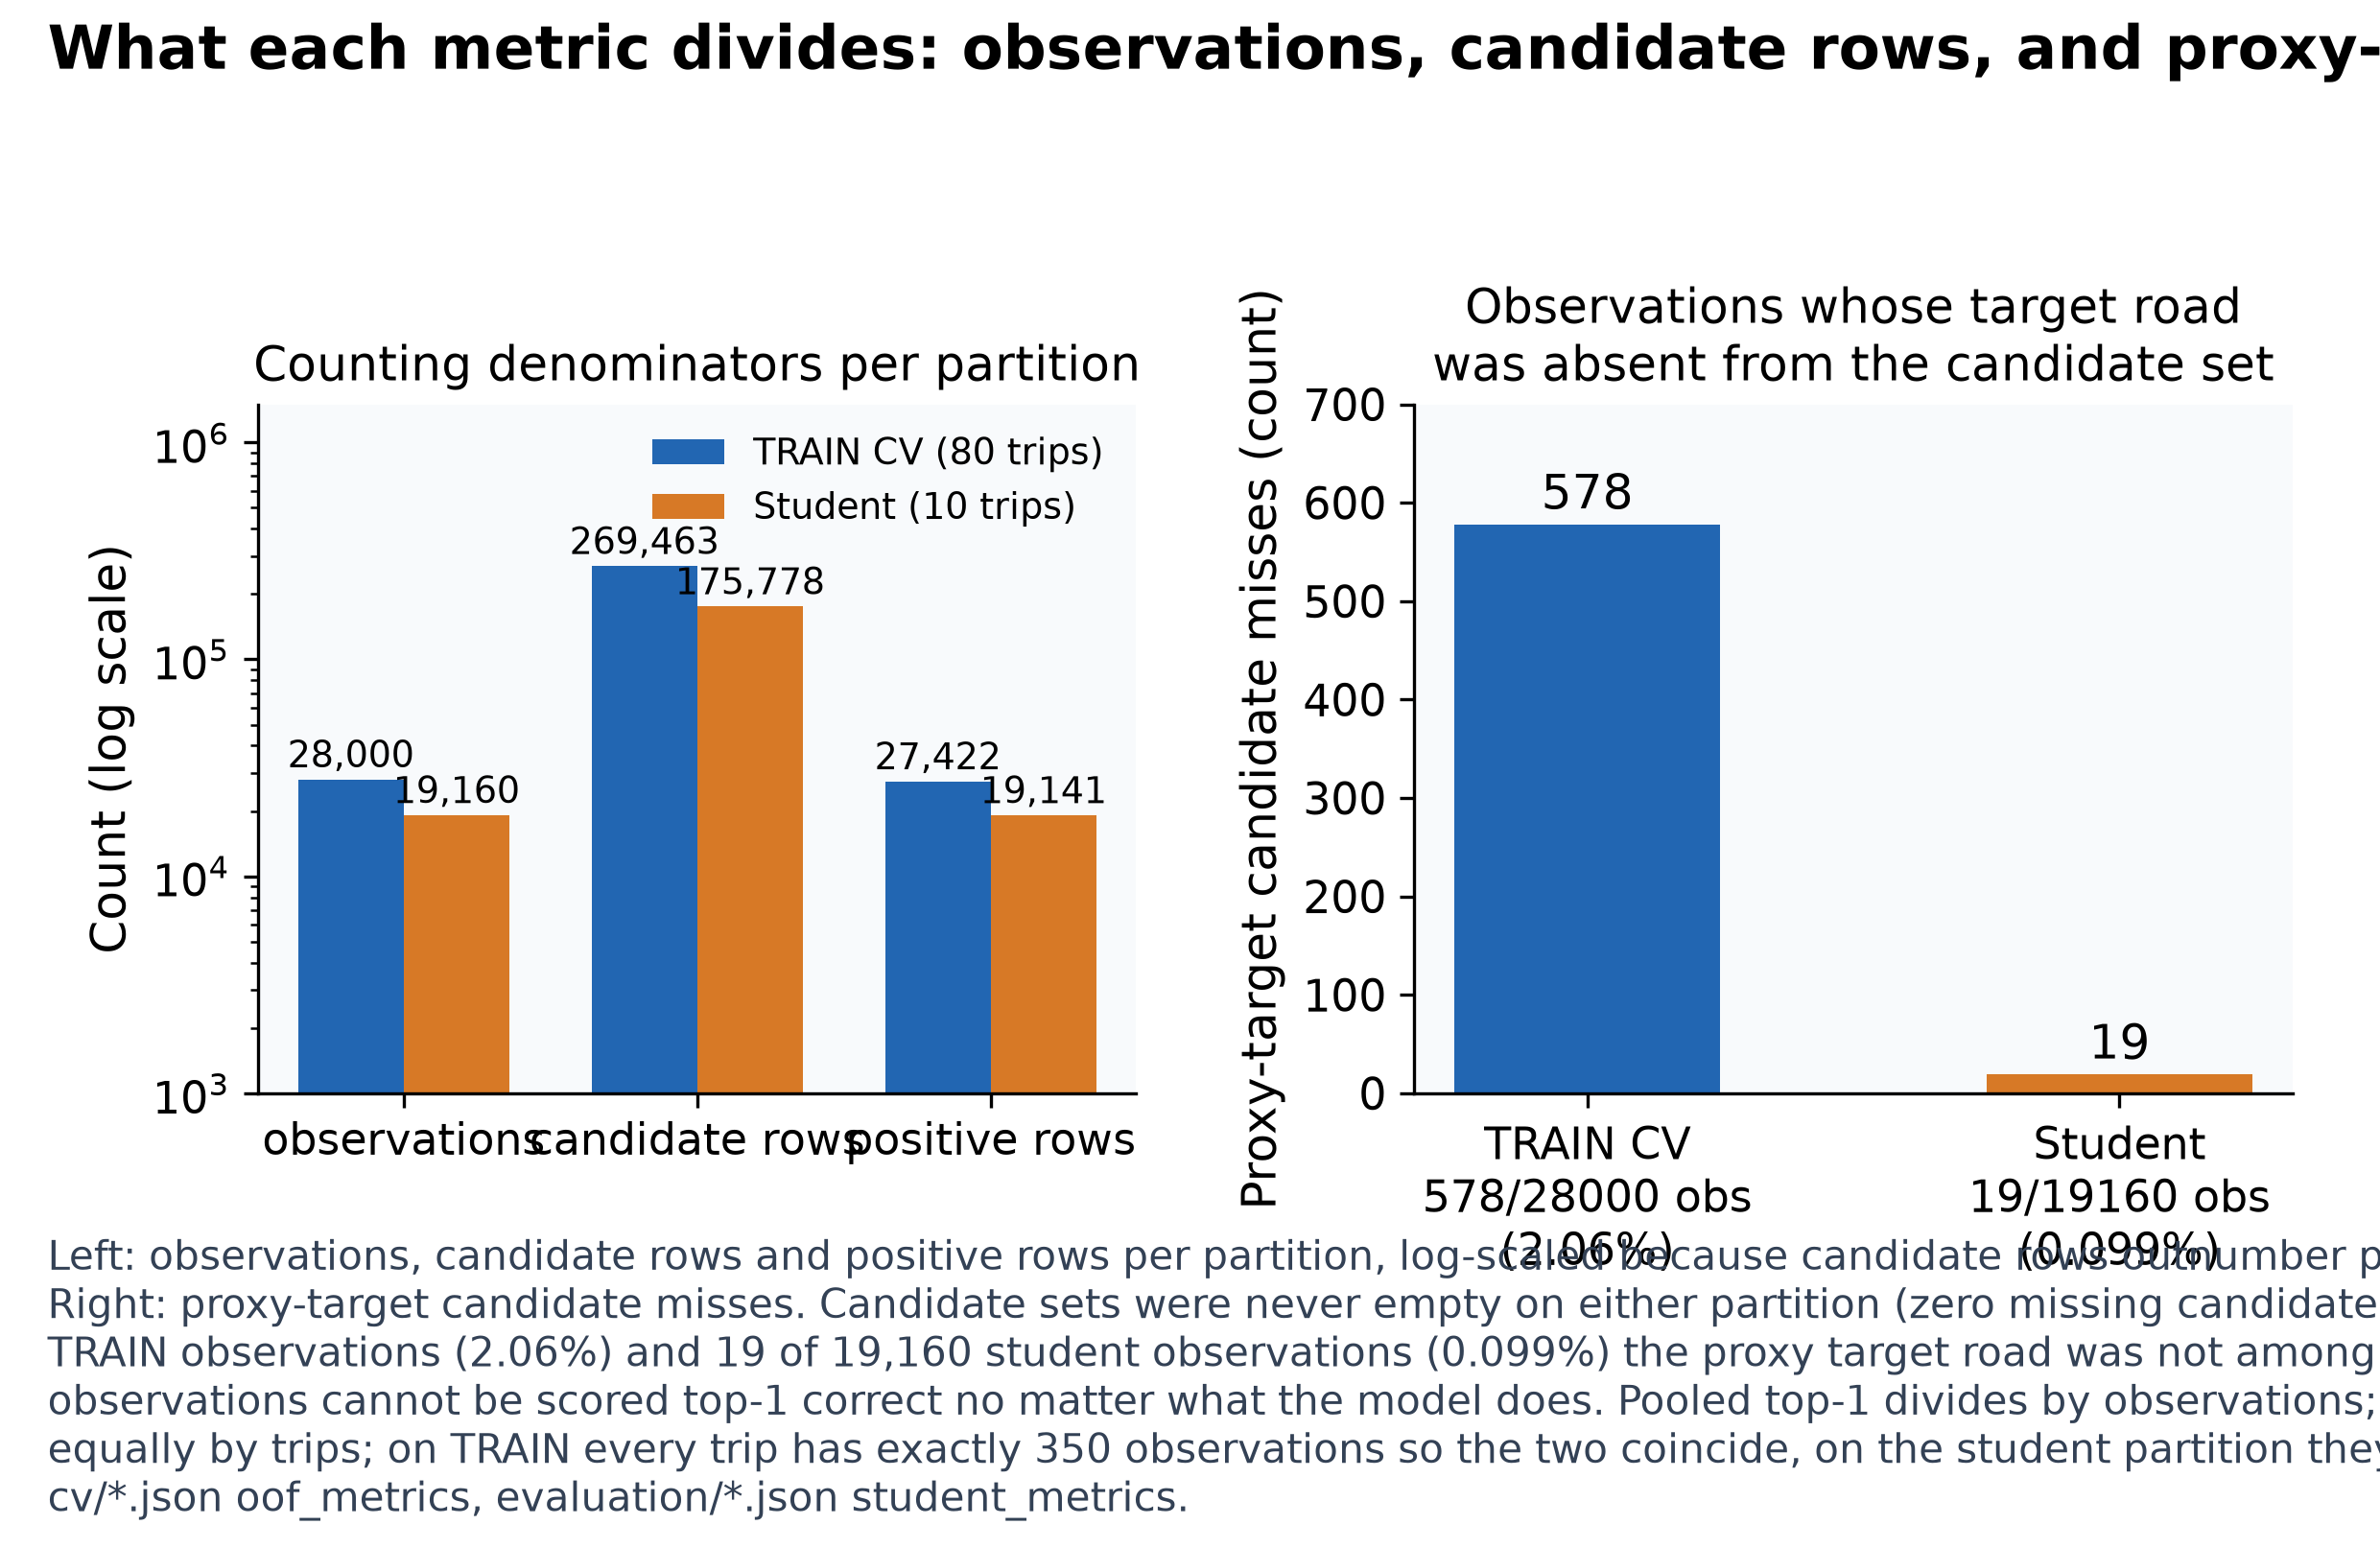 What each metric divides: observations, candidate rows, and proxy-
Counting denominators per partition
Count (log scale)
10⁶
10⁵
10⁴
10³
TRAIN CV (80 trips)
Student (10 trips)
28,000
19,160
269,463
175,778
27,422
19,141
observations
candidate rows
positive rows
Observations whose target road
was absent from the candidate set
Proxy-target candidate misses (count)
700
600
500
400
300
200
100
0
578
19
TRAIN CV
578/28000 obs
(2.06%)
Student
19/19160 obs
(0.099%)
Left: observations, candidate rows and positive rows per partition, log-scaled because candidate rows outnumber p
Right: proxy-target candidate misses. Candidate sets were never empty on either partition (zero missing candidate
TRAIN observations (2.06%) and 19 of 19,160 student observations (0.099%) the proxy target road was not among
observations cannot be scored top-1 correct no matter what the model does. Pooled top-1 divides by observations;
equally by trips; on TRAIN every trip has exactly 350 observations so the two coincide, on the student partition they
cv/*.json oof_metrics, evaluation/*.json student_metrics.